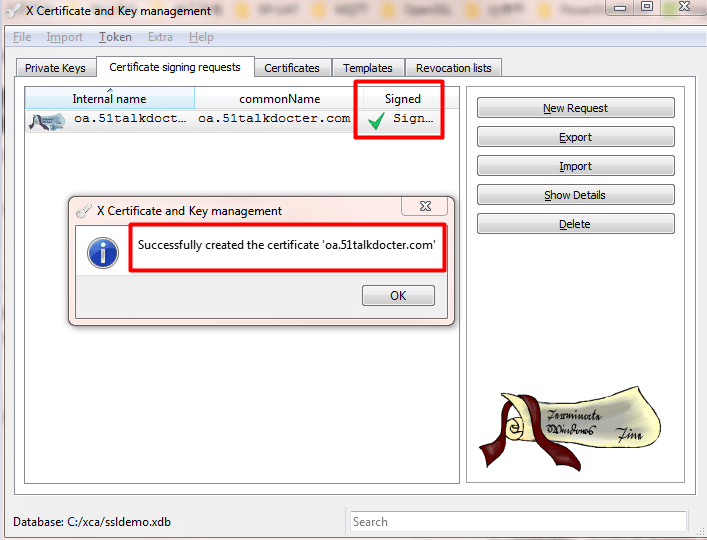 X Certificate and Key management
File Import Token Extra Help
Private Keys Certificate signing requests Certificates Templates Revocation lists
Internal name commonName Signed
oa.51talkdoct... oa.51talkdocter.com Sign...
New Request
Export
Import
Show Details
Delete
X Certificate and Key management
Successfully created the certificate 'oa.51talkdocter.com'
OK
Database: C:/xca/ssldemo.xdb
Search